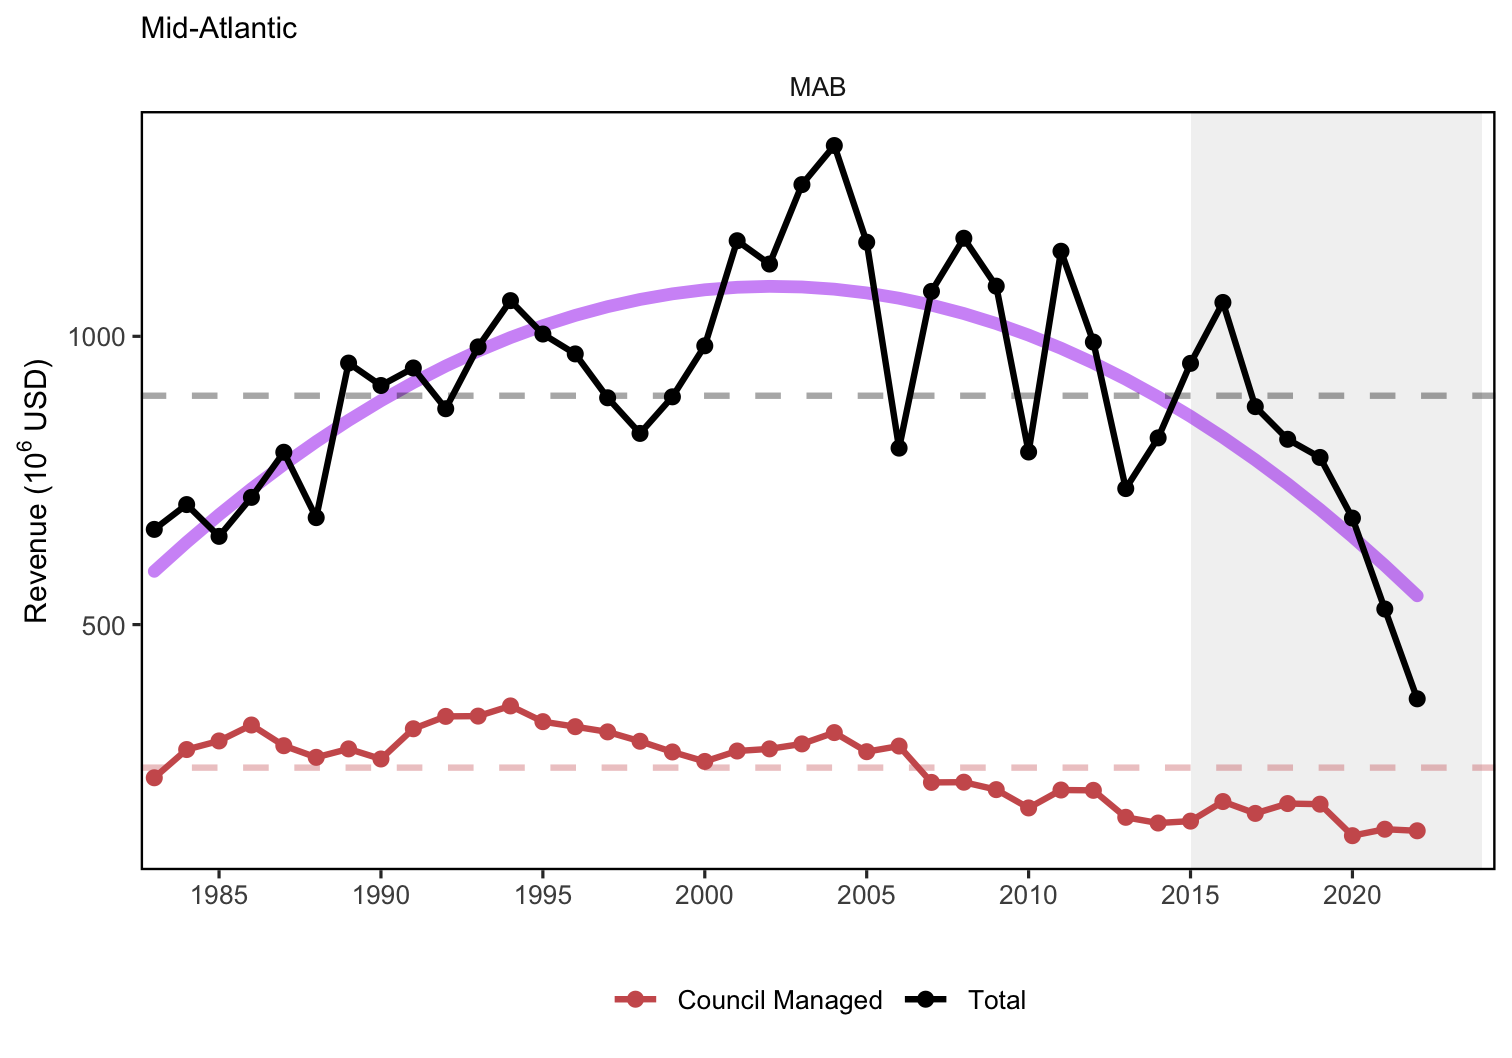 Mid-Atlantic
MAB
Revenue (10⁶ USD)
1000
500
1985 1990 1995 2000 2005 2010 2015 2020
Council Managed Total